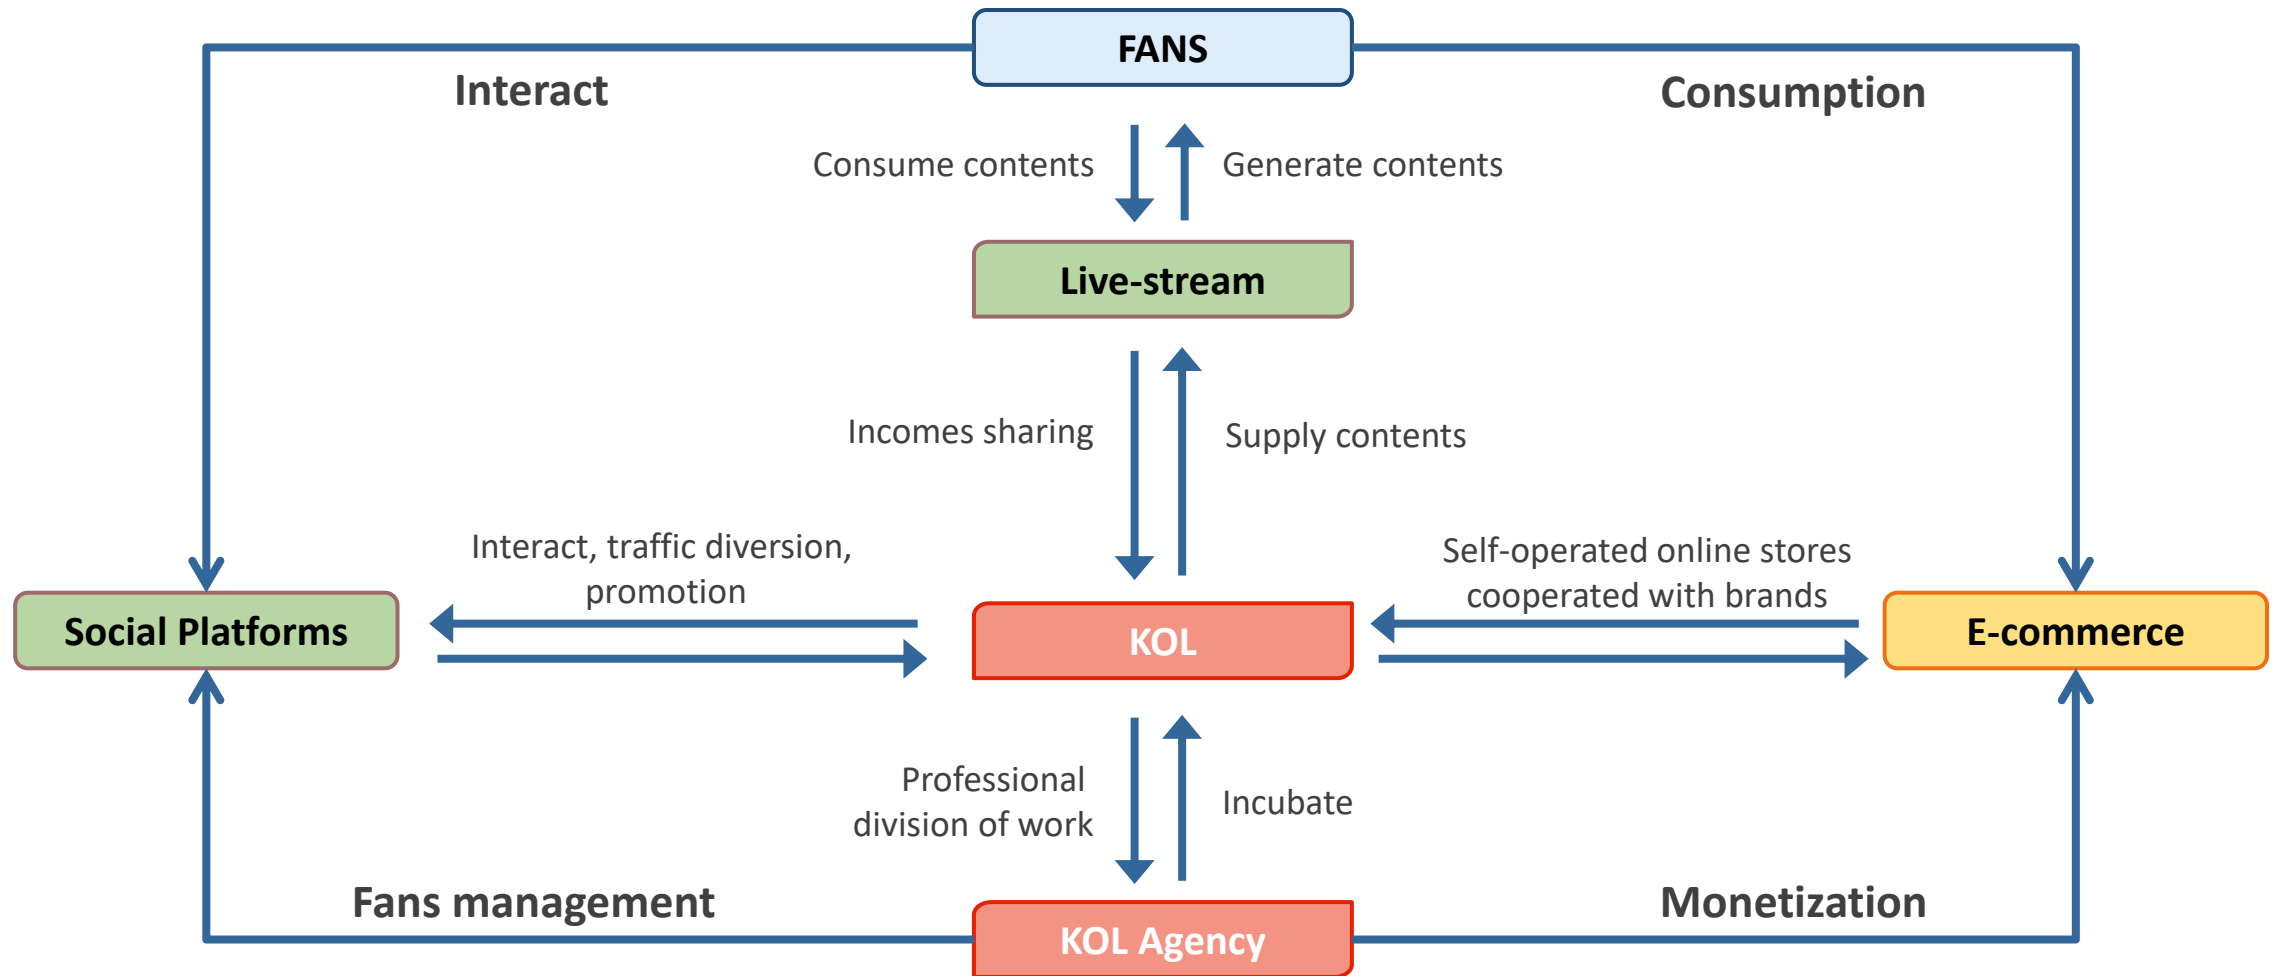 FANS
Interact
Consumption
Consume contents
Generate contents
Live-stream
Incomes sharing
Supply contents
Interact, traffic diversion,
promotion
Self-operated online stores
cooperated with brands
Social Platforms
KOL
E-commerce
Professional
division of work
Incubate
Fans management
Monetization
KOL Agency